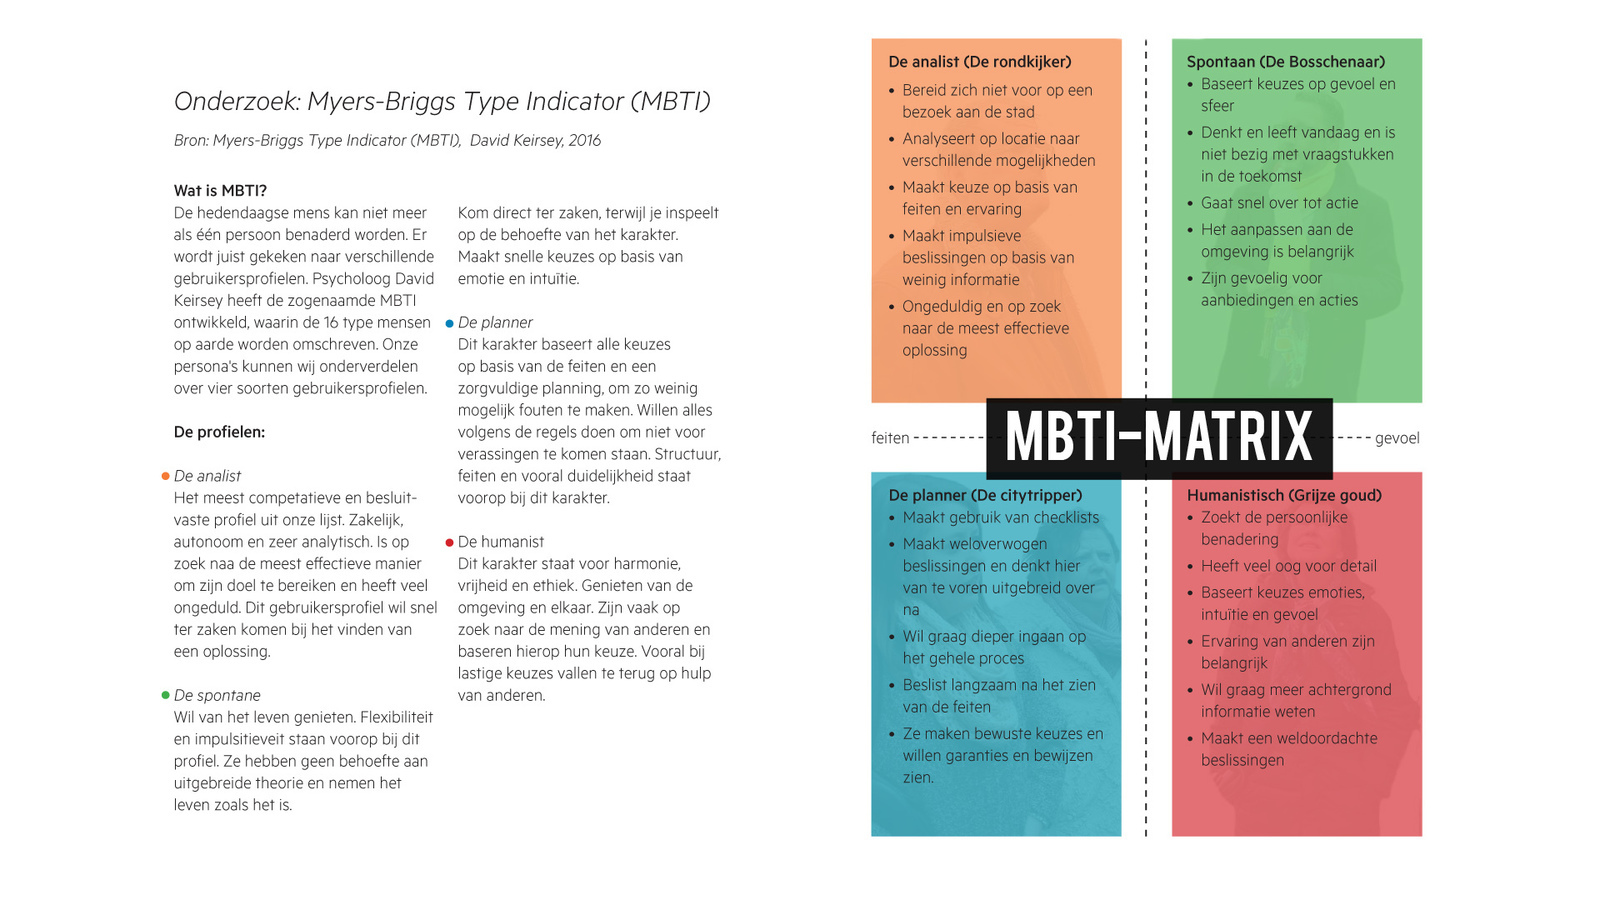 Onderzoek: Myers-Briggs Type Indicator (MBTI)
Bron: Myers-Briggs Type Indicator (MBTI), David Keirsey, 2016
Wat is MBTI?
De hedendaagse mens kan niet meer
als één persoon benaderd worden. Er
wordt juist gekeken naar verschillende
gebruikersprofielen. Psycholoog David
Keirsey heeft de zogenaamde MBTI
ontwikkeld, waarin de 16 type mensen
op aarde worden omschreven. Onze
persona's kunnen wij onderverdelen
over vier soorten gebruikersprofielen.
De profielen:
De analist
Het meest competatieve en besluit-
vaste profiel uit onze lijst. Zakelijk,
autonoom en zeer analytisch. Is op
zoek naa de meest effectieve manier
om zijn doel te bereiken en heeft veel
ongeduld. Dit gebruikersprofiel wil snel
ter zaken komen bij het vinden van
een oplossing.
De spontane
Wil van het leven genieten. Flexibiliteit
en impulsitieveit staan voorop bij dit
profiel. Ze hebben geen behoefte aan
uitgebreide theorie en nemen het
leven zoals het is.
Kom direct ter zaken, terwijl je inspeelt
op de behoefte van het karakter.
Maakt snelle keuzes op basis van
emotie en intuïtie.
De planner
Dit karakter baseert alle keuzes
op basis van de feiten en een
zorgvuldige planning, om zo weinig
mogelijk fouten te maken. Willen alles
volgens de regels doen om niet voor
verassingen te komen staan. Structuur,
feiten en vooral duidelijkheid staat
voorop bij dit karakter.
De humanist
Dit karakter staat voor harmonie,
vrijheid en ethiek. Genieten van de
omgeving en elkaar. Zijn vaak op
zoek naar de mening van anderen en
baseren hierop hun keuze. Vooral bij
lastige keuzes vallen te terug op hulp
van anderen.
De analist (De rondkijker)
• Bereid zich niet voor op een
bezoek aan de stad
• Analyseert op locatie naar
verschillende mogelijkheden
• Maakt keuze op basis van
feiten en ervaring
• Maakt impulsieve
beslissingen op basis van
weinig informatie
• Ongeduldig en op zoek
naar de meest effectieve
oplossing
Spontaan (De Bosschenaar)
• Baseert keuzes op gevoel en
sfeer
• Denkt en leeft vandaag en is
niet bezig met vraagstukken
in de toekomst
• Gaat snel over tot actie
• Het aanpassen aan de
omgeving is belangrijk
• Zijn gevoelig voor
aanbiedingen en acties
feiten
MBTI-MATRIX
gevoel
De planner (De citytripper)
• Maakt gebruik van checklists
• Maakt weloverwogen
beslissingen en denkt hier
van te voren uitgebreid over
na
• Wil graag dieper ingaan op
het gehele proces
• Beslist langzaam na het zien
van de feiten
• Ze maken bewuste keuzes en
willen garanties en bewijzen
zien.
Humanistisch (Grijze goud)
• Zoekt de persoonlijke
benadering
• Heeft veel oog voor detail
• Baseert keuzes emoties,
intuïtie en gevoel
• Ervaring van anderen zijn
belangrijk
• Wil graag meer achtergrond
informatie weten
• Maakt een weldoordachte
beslissingen